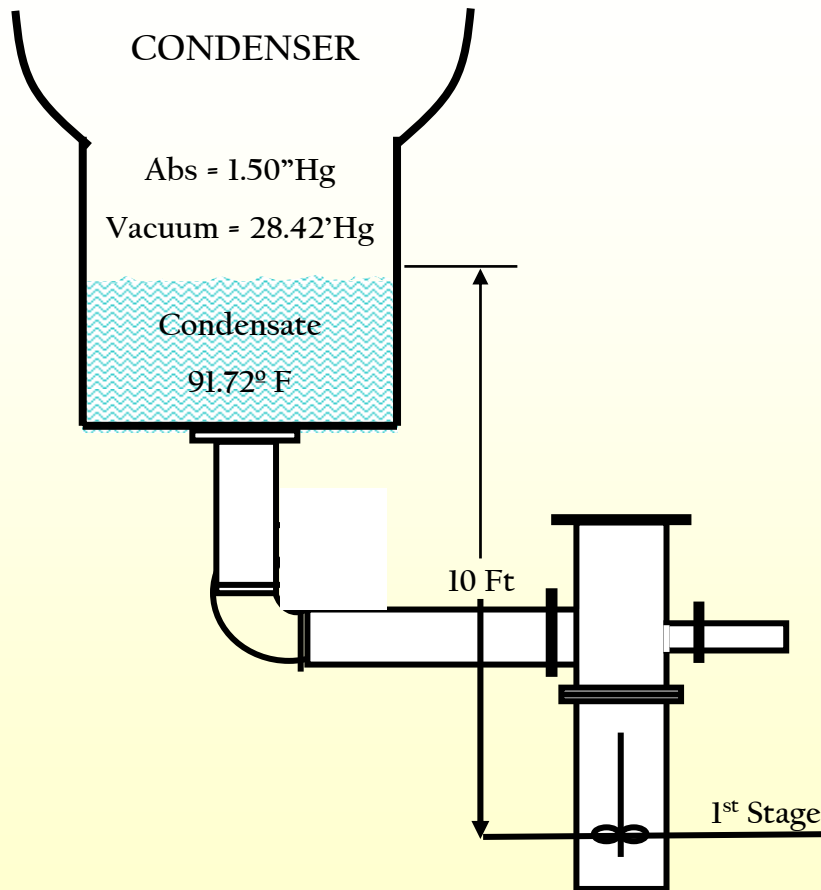 CONDENSER
Abs = 1.50”Hg
Vacuum = 28.42’Hg
Condensate
91.72º F
10 Ft
1st Stage